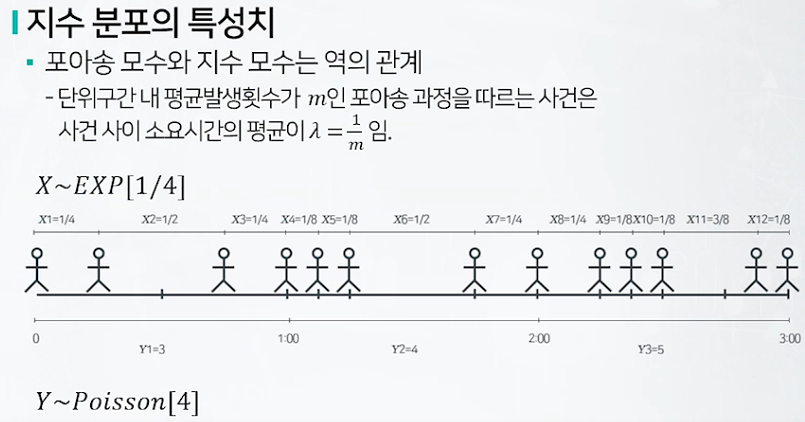 지수 분포의 특성치
▪ 포아송 모수와 지수 모수는 역의 관계
- 단위구간 내 평균발생횟수가 m인 포아송 과정을 따르는 사건은
사건 사이 소요시간의 평균이 λ = 1/m 임.
X~EXP[1/4]
X1=1/4 X2=1/2 X3=1/4 X4=1/8 X5=1/8 X6=1/2 X7=1/4 X8=1/4 X9=1/8 X10=1/8 X11=3/8 X12=1/8
0 1:00 2:00 3:00
Y1=3 Y2=4 Y3=5
Y~Poisson[4]